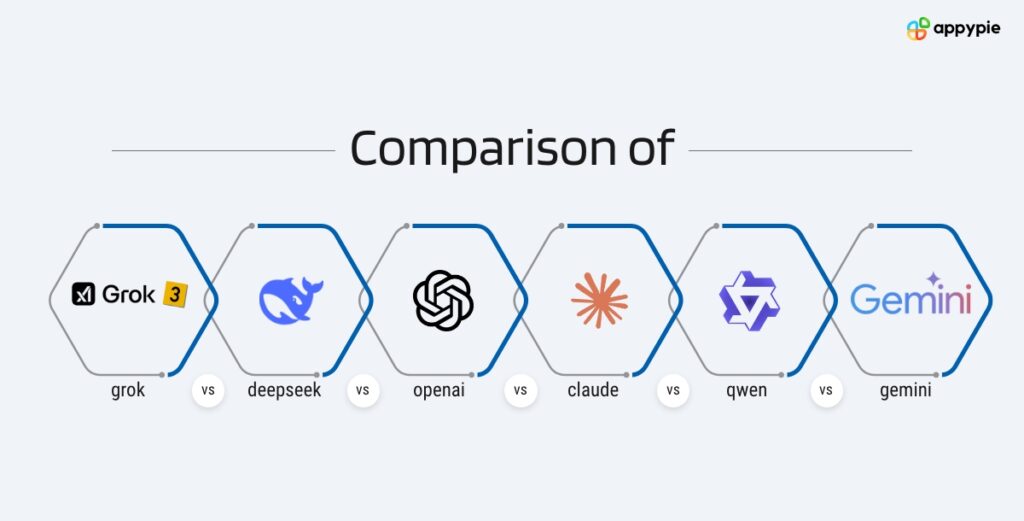 appypie
Comparison of
Grok 3
Gemini
grok vs deepseek vs openai vs claude vs qwen vs gemini